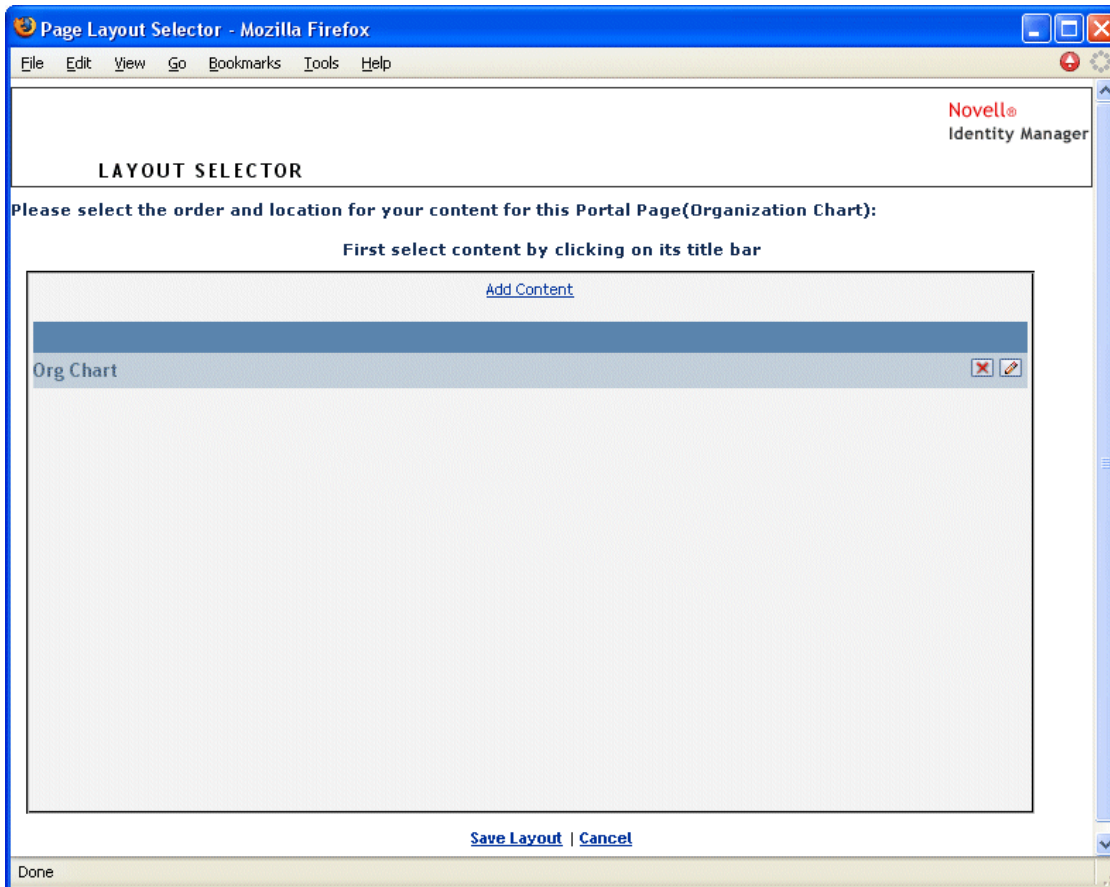 Page Layout Selector - Mozilla Firefox
File Edit View Go Bookmarks Tools Help
Novell®
Identity Manager
LAYOUT SELECTOR
Please select the order and location for your content for this Portal Page(Organization Chart):
First select content by clicking on its title bar
Add Content
Org Chart
Save Layout | Cancel
Done